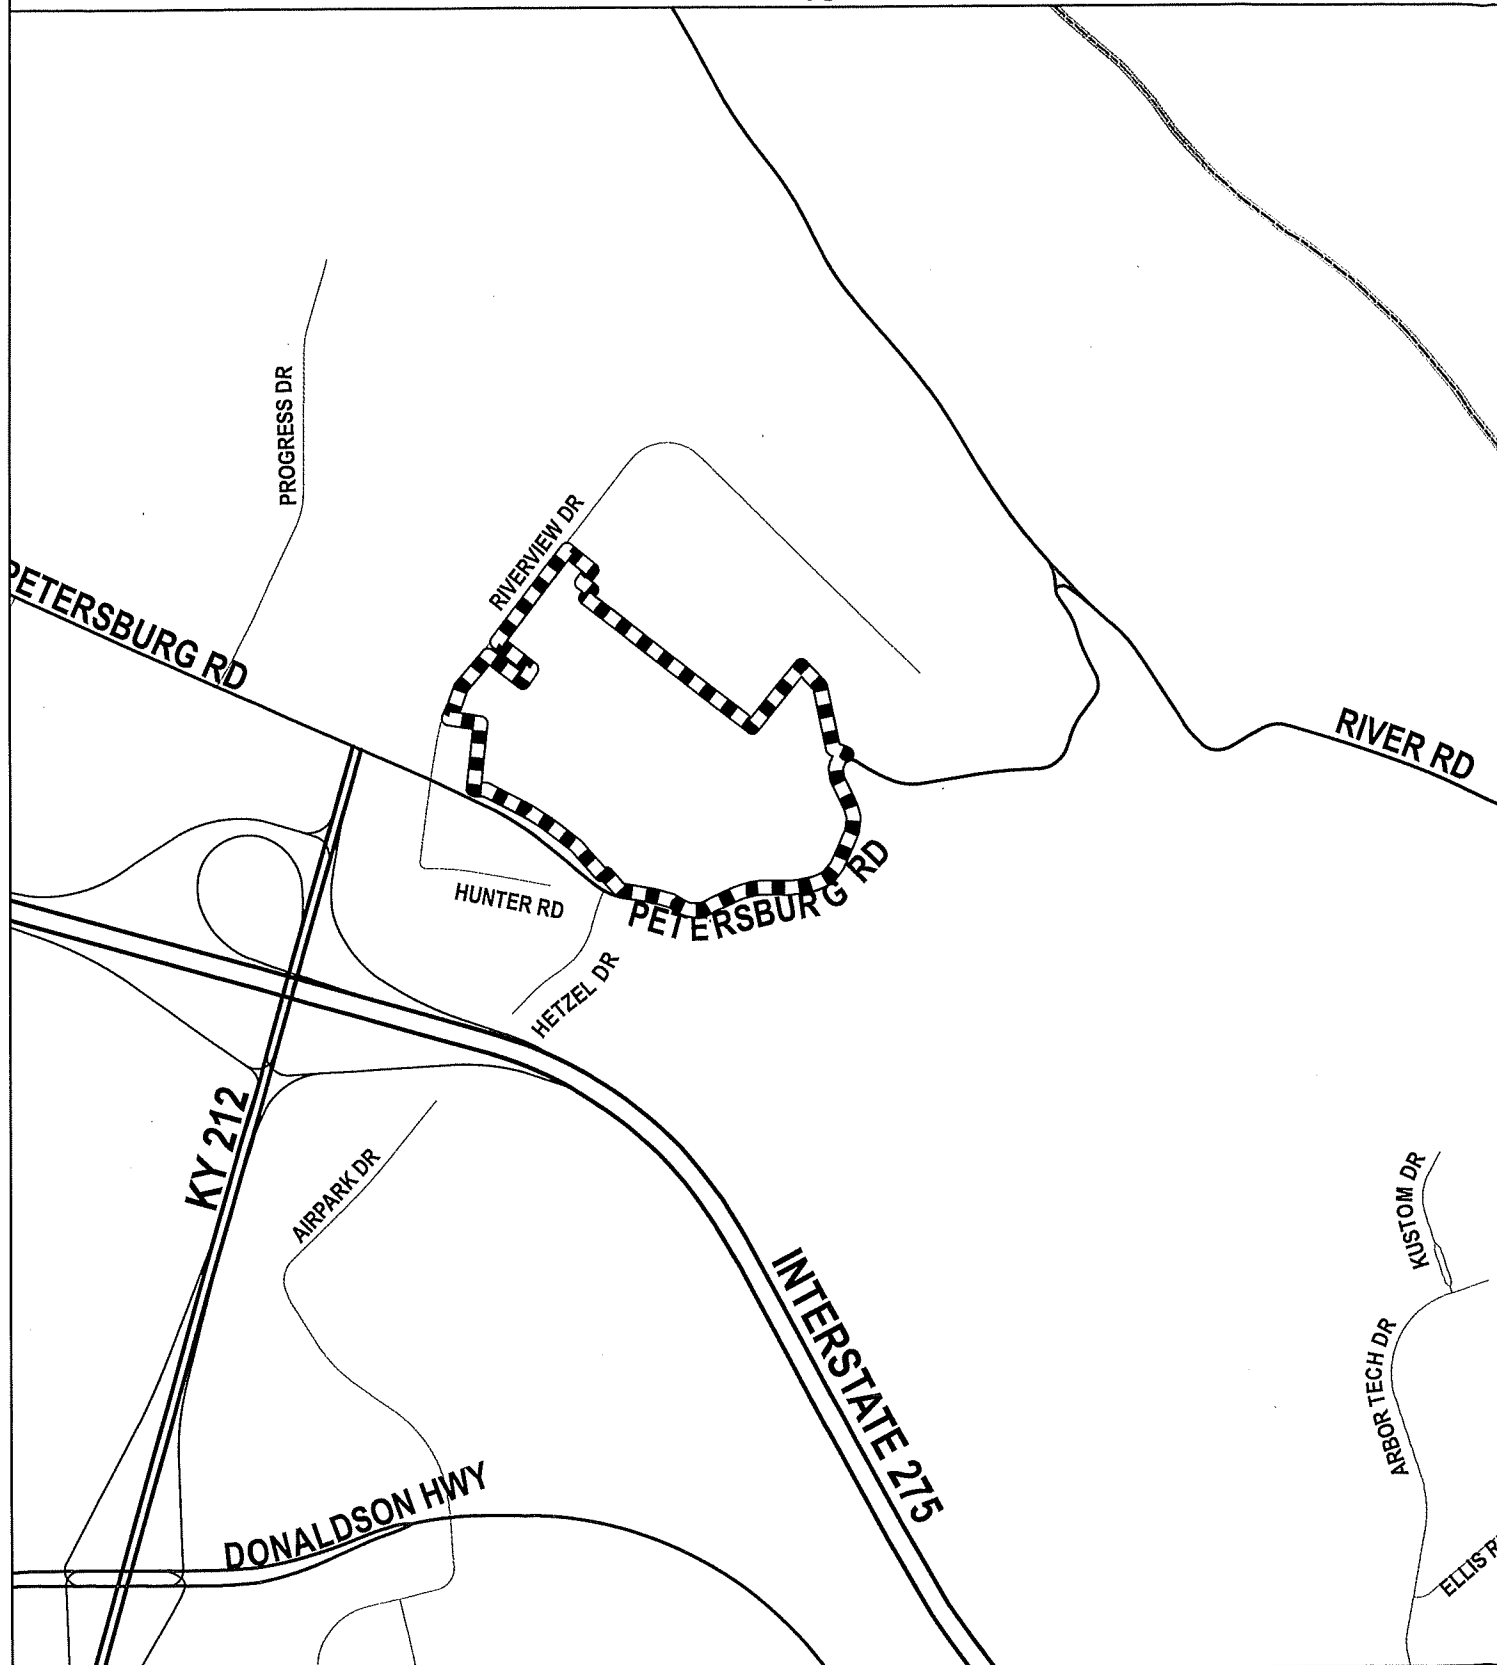 PROGRESS DR
RIVERVIEW DR
PETERSBURG RD
RIVER RD
HUNTER RD
PETERSBURG RD
HETZEL DR
KY 212
AIRPARK DR
KUSTOM DR
INTERSTATE 275
ARBOR TECH DR
DONALDSON HWY
ELLIS R